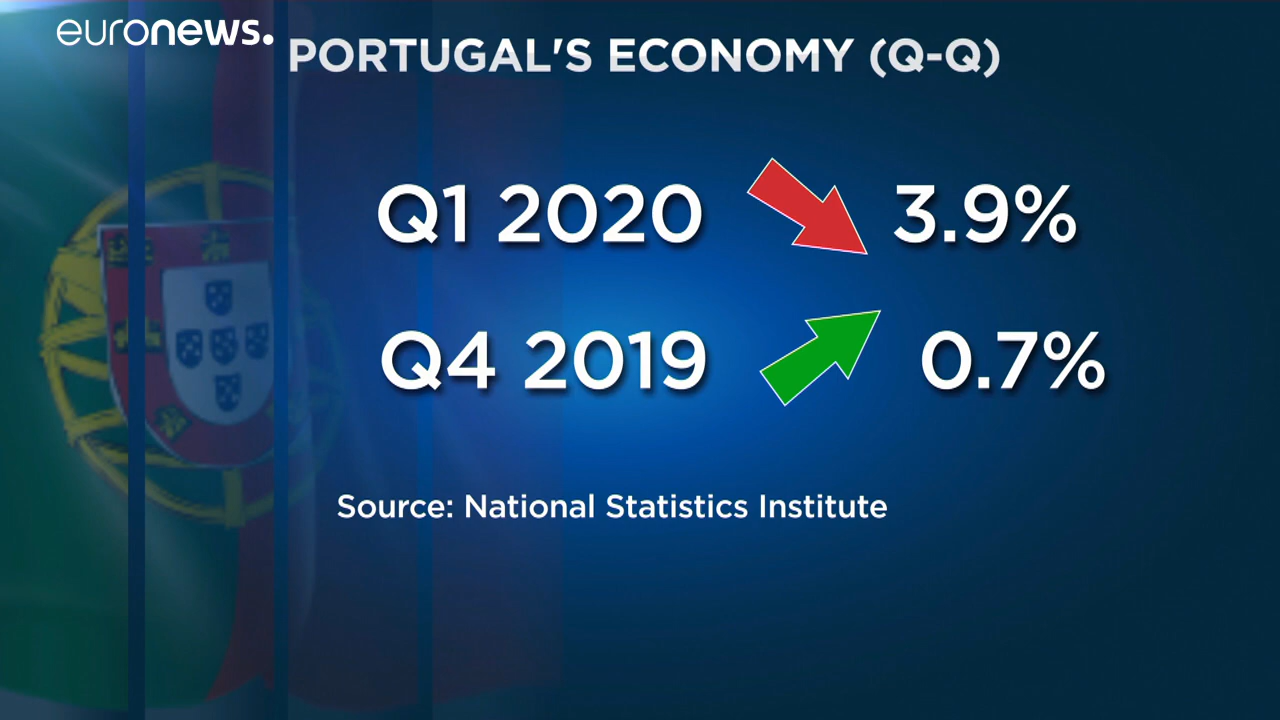 euronews.
PORTUGAL'S ECONOMY (Q-Q)
Q1 2020 3.9%
Q4 2019 0.7%
Source: National Statistics Institute